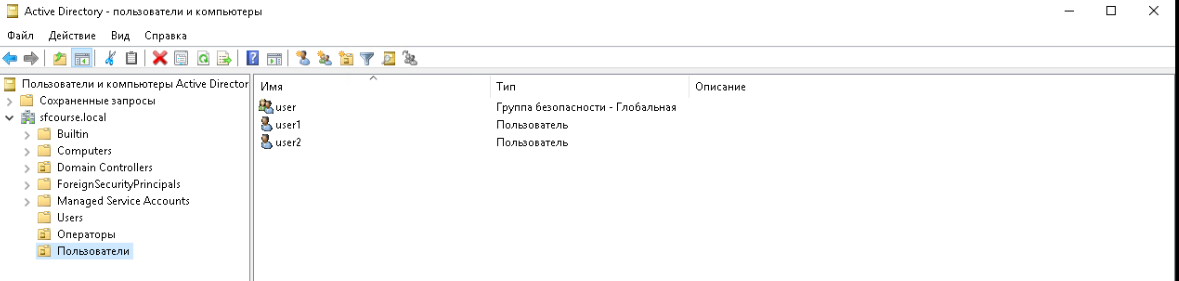 Active Directory - пользователи и компьютеры
Файл Действие Вид Справка
Пользователи и компьютеры Active Director
Сохраненные запросы
sfcourse.local
Builtin
Computers
Domain Controllers
ForeignSecurityPrincipals
Managed Service Accounts
Users
Операторы
Пользователи
Имя Тип Описание
user Группа безопасности - Глобальная
user1 Пользователь
user2 Пользователь